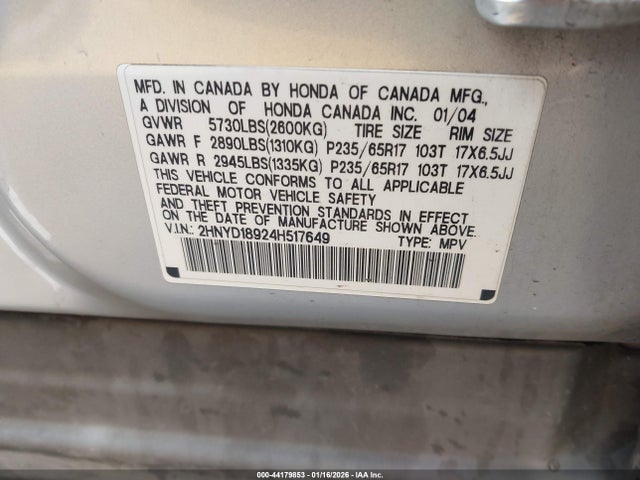 MFD. IN CANADA BY HONDA OF CANADA MFG.,
A DIVISION OF HONDA CANADA INC. 01/04
GVWR 5730LBS(2600KG) TIRE SIZE RIM SIZE
GAWR F 2890LBS(1310KG) P235/65R17 103T 17X6.5JJ
GAWR R 2945LBS(1335KG) P235/65R17 103T 17X6.5JJ
THIS VEHICLE CONFORMS TO ALL APPLICABLE
FEDERAL MOTOR VEHICLE SAFETY
AND THEFT PREVENTION STANDARDS IN EFFECT
ON THE DATE OF MANUFACTURE SHOWN ABOVE.
V.I.N.: 2HNYD18924H517649 TYPE: MPV
000-44179853 | 01/16/2026 | IAA Inc.